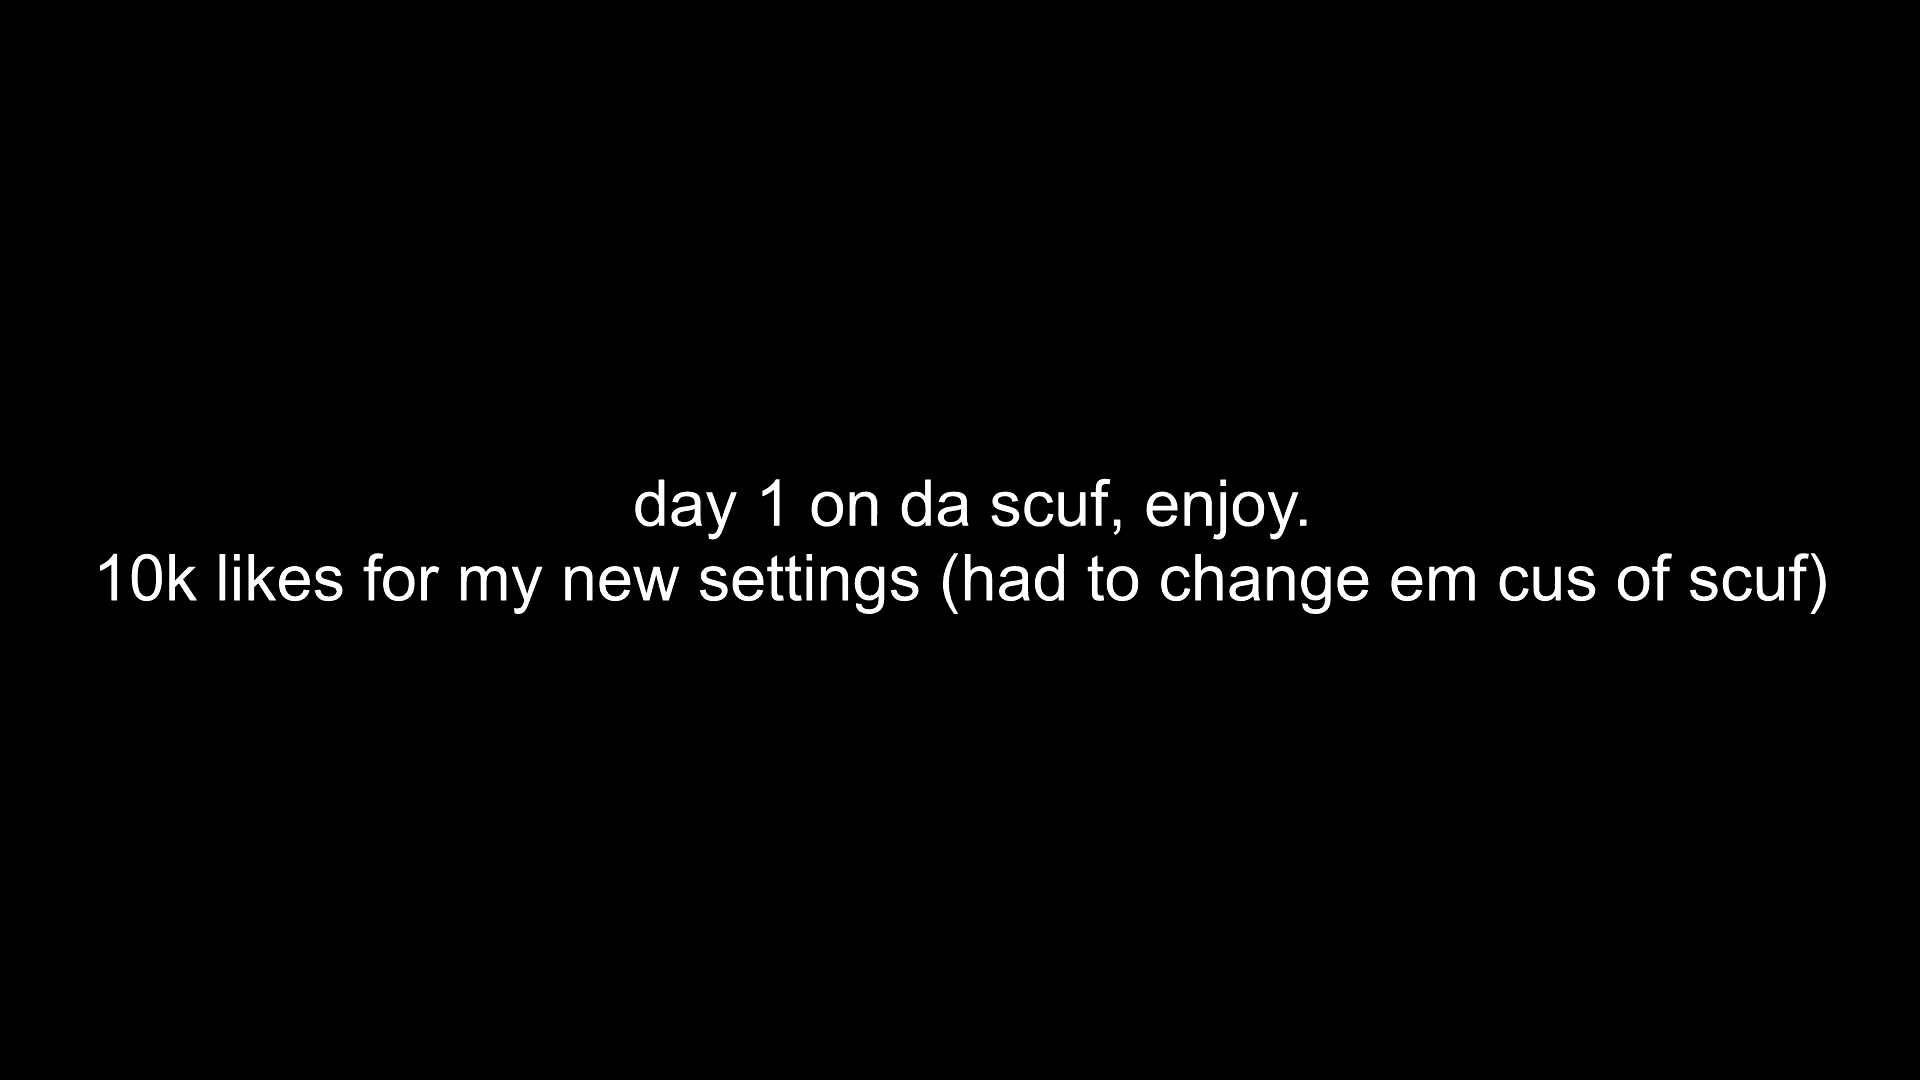 day 1 on da scuf, enjoy.
10k likes for my new settings (had to change em cus of scuf)